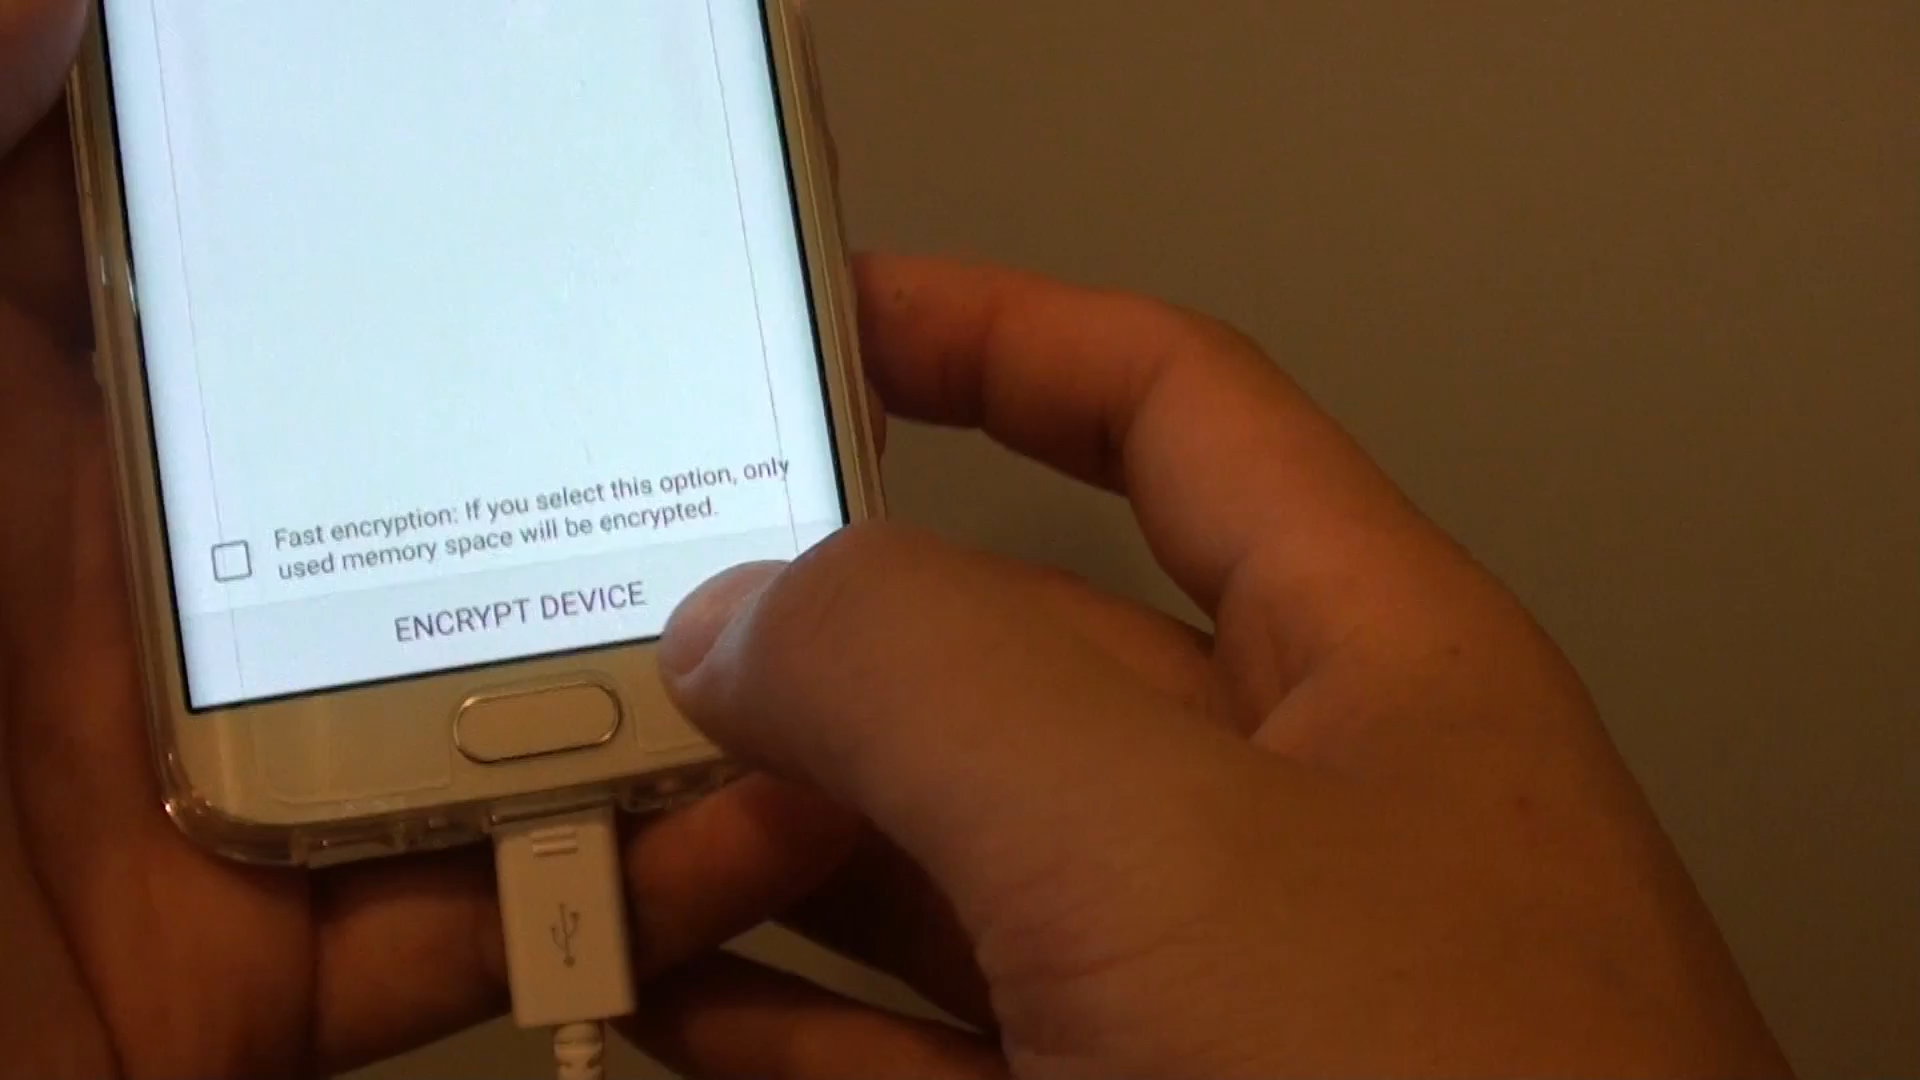 Fast encryption: If you select this option, only
used memory space will be encrypted.
ENCRYPT DEVICE